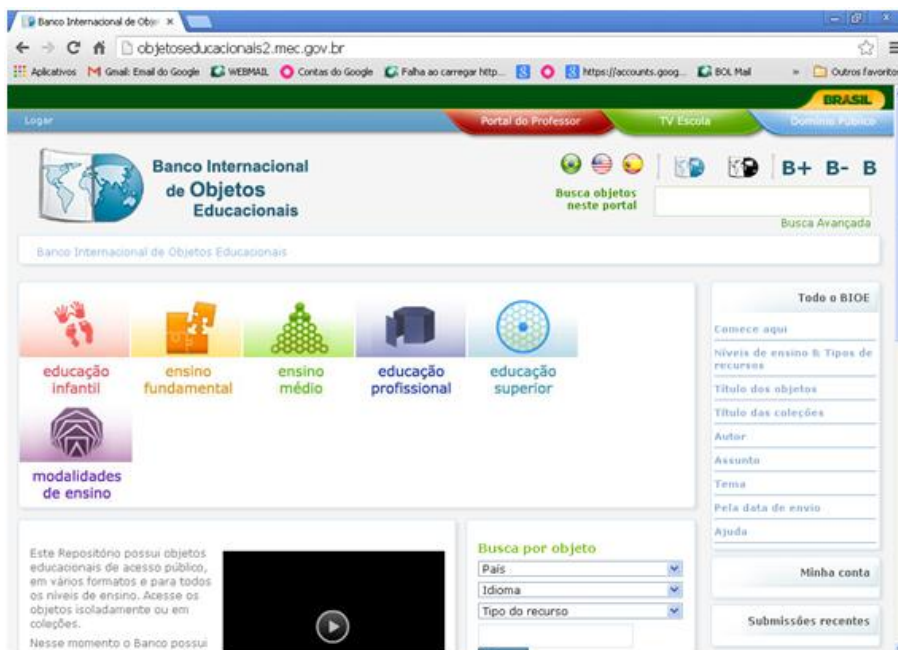 Banco Internacional de Obje
objetoseducacionais2.mec.gov.br
Aplicativos Gmail: Email do Google WEBMAIL Contas do Google Falha ao carregar http... https://accounts.goog... BOL Mail » Outros favorito
BRASIL
Logar Portal do Professor TV Escola Domínio Público
Banco Internacional
de Objetos
Educacionais
Busca objetos
neste portal
B+ B- B
Busca Avançada
Banco Internacional de Objetos Educacionais
educação
infantil
ensino
fundamental
ensino
médio
educação
profissional
educação
superior
modalidades
de ensino
Este Repositório possui objetos
educacionais de acesso público,
em vários formatos e para todos
os níveis de ensino. Acesse os
objetos isoladamente ou em
coleções.
Nesse momento o Banco possui
Busca por objeto
País
Idioma
Tipo do recurso
Todo o BIOE
Comece aqui
Níveis de ensino & Tipos de
recursos
Título dos objetos
Título das coleções
Autor
Assunto
Tema
Pela data de envio
Ajuda
Minha conta
Submissões recentes